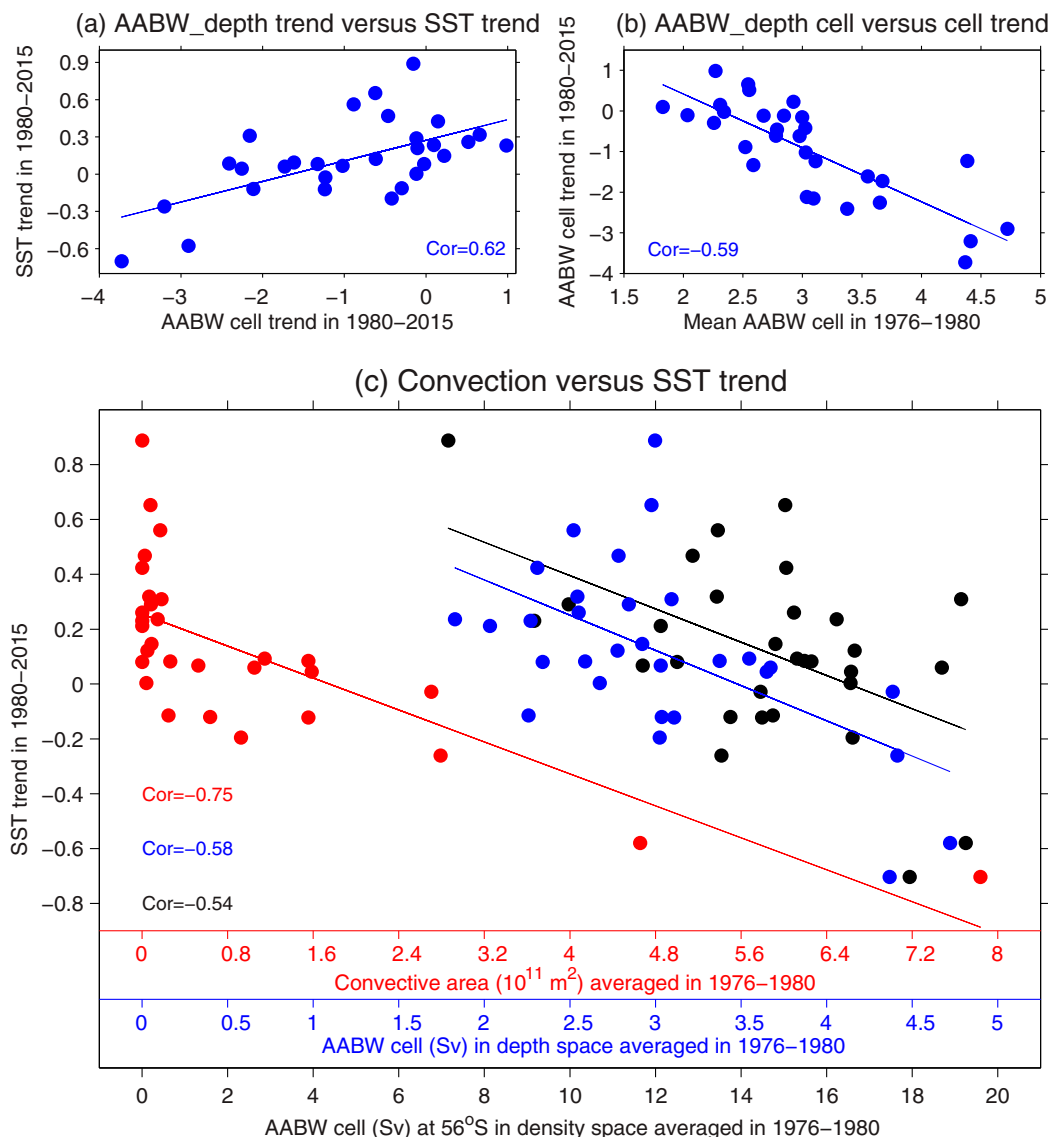 (a) AABW_depth trend versus SST trend
SST trend in 1980−2015
0.9
0.6
0.3
0
−0.3
−0.6
Cor=0.62
−4 −3 −2 −1 0 1
AABW cell trend in 1980−2015
(b) AABW_depth cell versus cell trend
AABW cell trend in 1980−2015
1
0
−1
−2
−3
−4
Cor=−0.59
1.5 2 2.5 3 3.5 4 4.5 5
Mean AABW cell in 1976−1980
(c) Convection versus SST trend
SST trend in 1980−2015
0.8
0.6
0.4
0.2
0
−0.2
−0.4
−0.6
−0.8
Cor=−0.75
Cor=−0.58
Cor=−0.54
0 0.8 1.6 2.4 3.2 4 4.8 5.6 6.4 7.2 8
Convective area (10¹¹ m²) averaged in 1976−1980
0 0.5 1 1.5 2 2.5 3 3.5 4 4.5 5
AABW cell (Sv) in depth space averaged in 1976−1980
0 2 4 6 8 10 12 14 16 18 20
AABW cell (Sv) at 56°S in density space averaged in 1976−1980